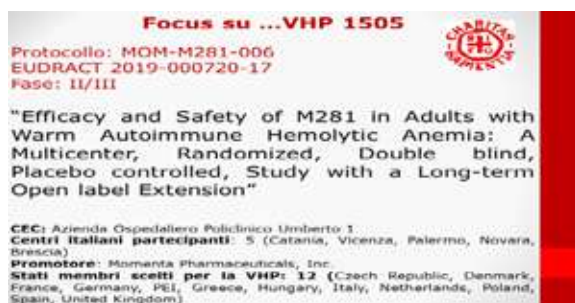 Focus su ...VHP 1505
CHARITAS
SAPIENTIA
Protocollo: MOM-M281-006
EUDRACT 2019-000720-17
Fase: II/III
"Efficacy and Safety of M281 in Adults with
Warm Autoimmune Hemolytic Anemia: A
Multicenter, Randomized, Double blind,
Placebo controlled, Study with a Long-term
Open label Extension"
CEC: Azienda Ospedaliero Policlinico Umberto 1
Centri italiani partecipanti: 5 (Catania, Vicenza, Palermo, Novara,
Brescia)
Promotore: Momenta Pharmaceuticals, Inc.
Stati membri scelti per la VHP: 12 (Czech Republic, Denmark,
France, Germany, PEI, Greece, Hungary, Italy, Netherlands, Poland,
Spain, United Kingdom)